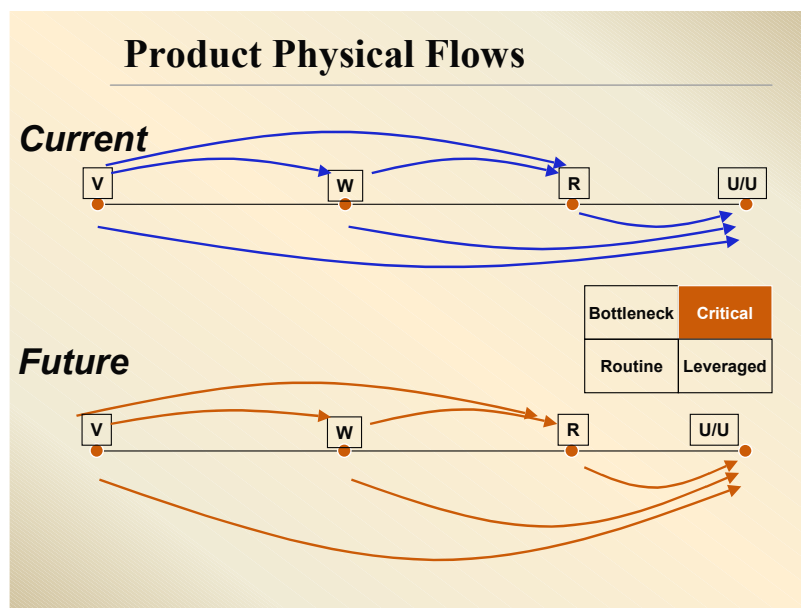 Product Physical Flows
Current
V
W
R
U/U
Bottleneck
Critical
Routine
Leveraged
Future
V
W
R
U/U